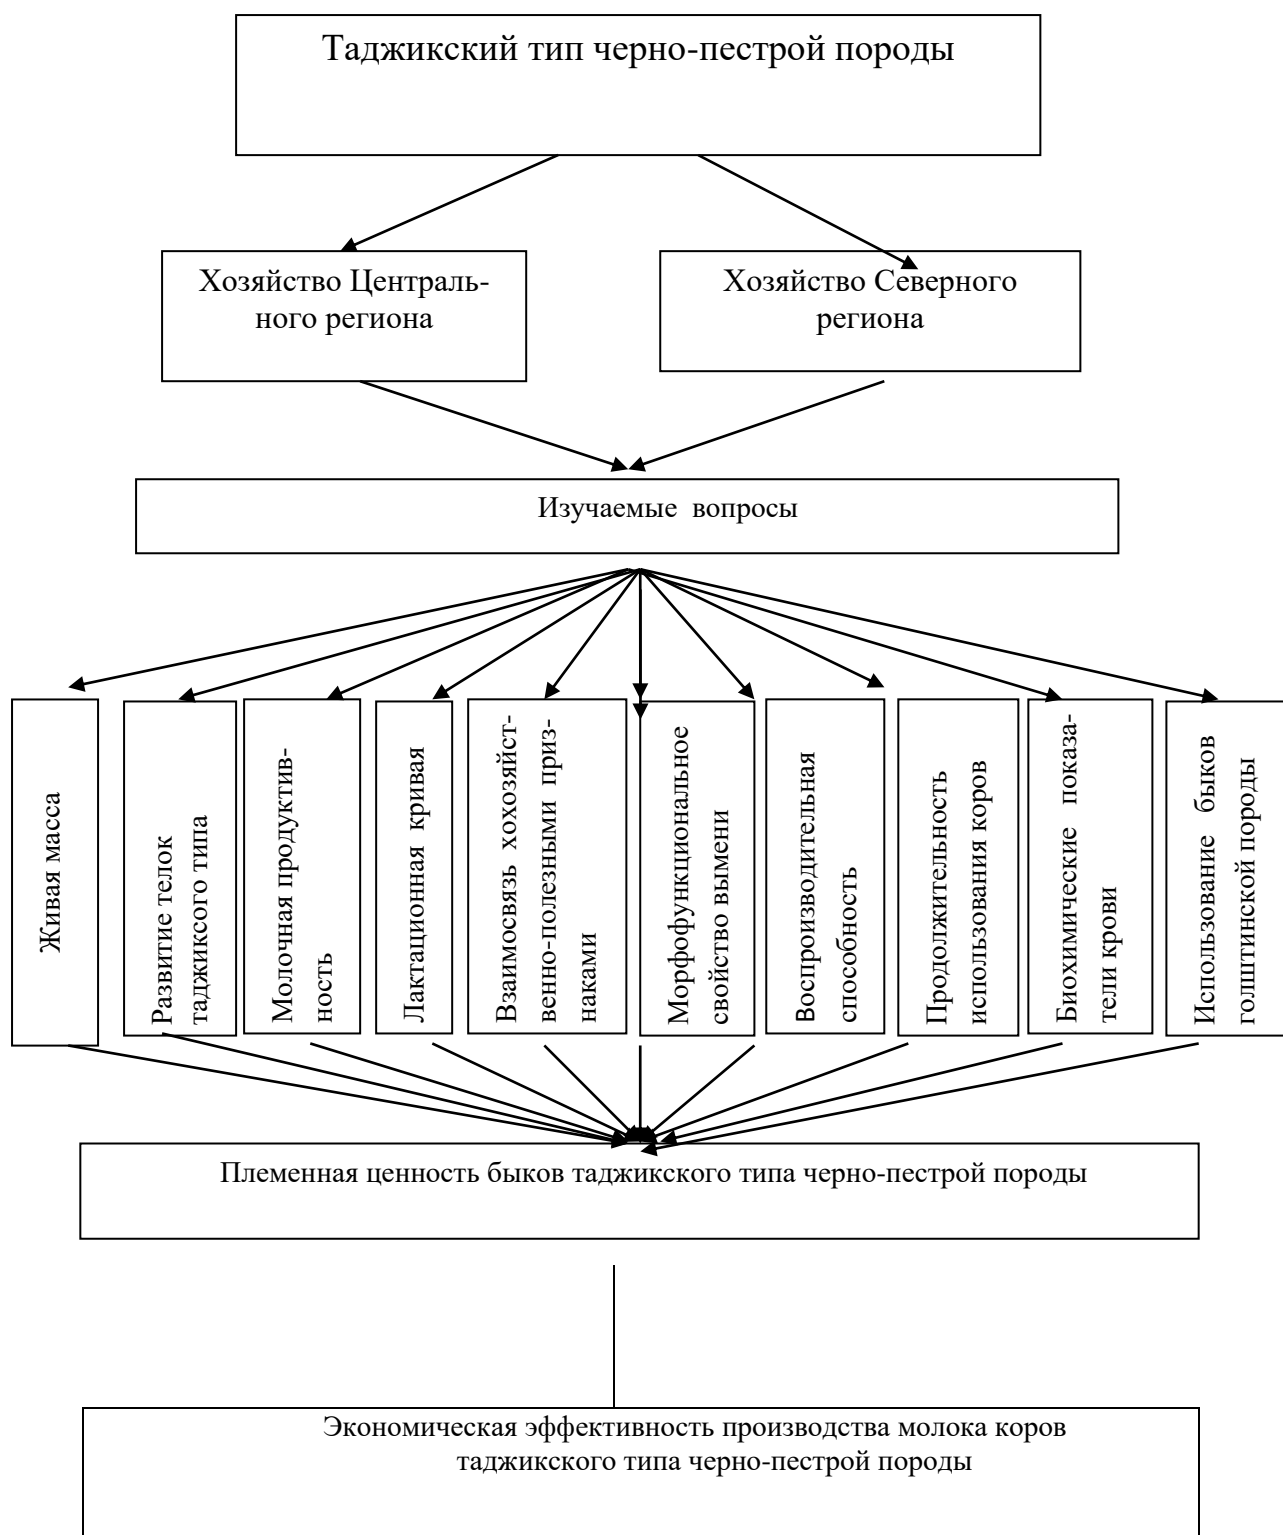 Таджикский тип черно-пестрой породы
Хозяйство Централь-
ного региона
Хозяйство Северного
региона
Изучаемые вопросы
Живая масса
Развитие телок
таджиксого типа
Молочная продуктив-
ность
Лактационная кривая
Взаимосвязь хохозяйст-
венно-полезными приз-
наками
Морфофункциональное
свойство вымени
Воспроизводительная
способность
Продолжительность
использования коров
Биохимические показа-
тели крови
Использование быков
голштинской породы
Племенная ценность быков таджикского типа черно-пестрой породы
Экономическая эффективность производства молока коров
таджикского типа черно-пестрой породы